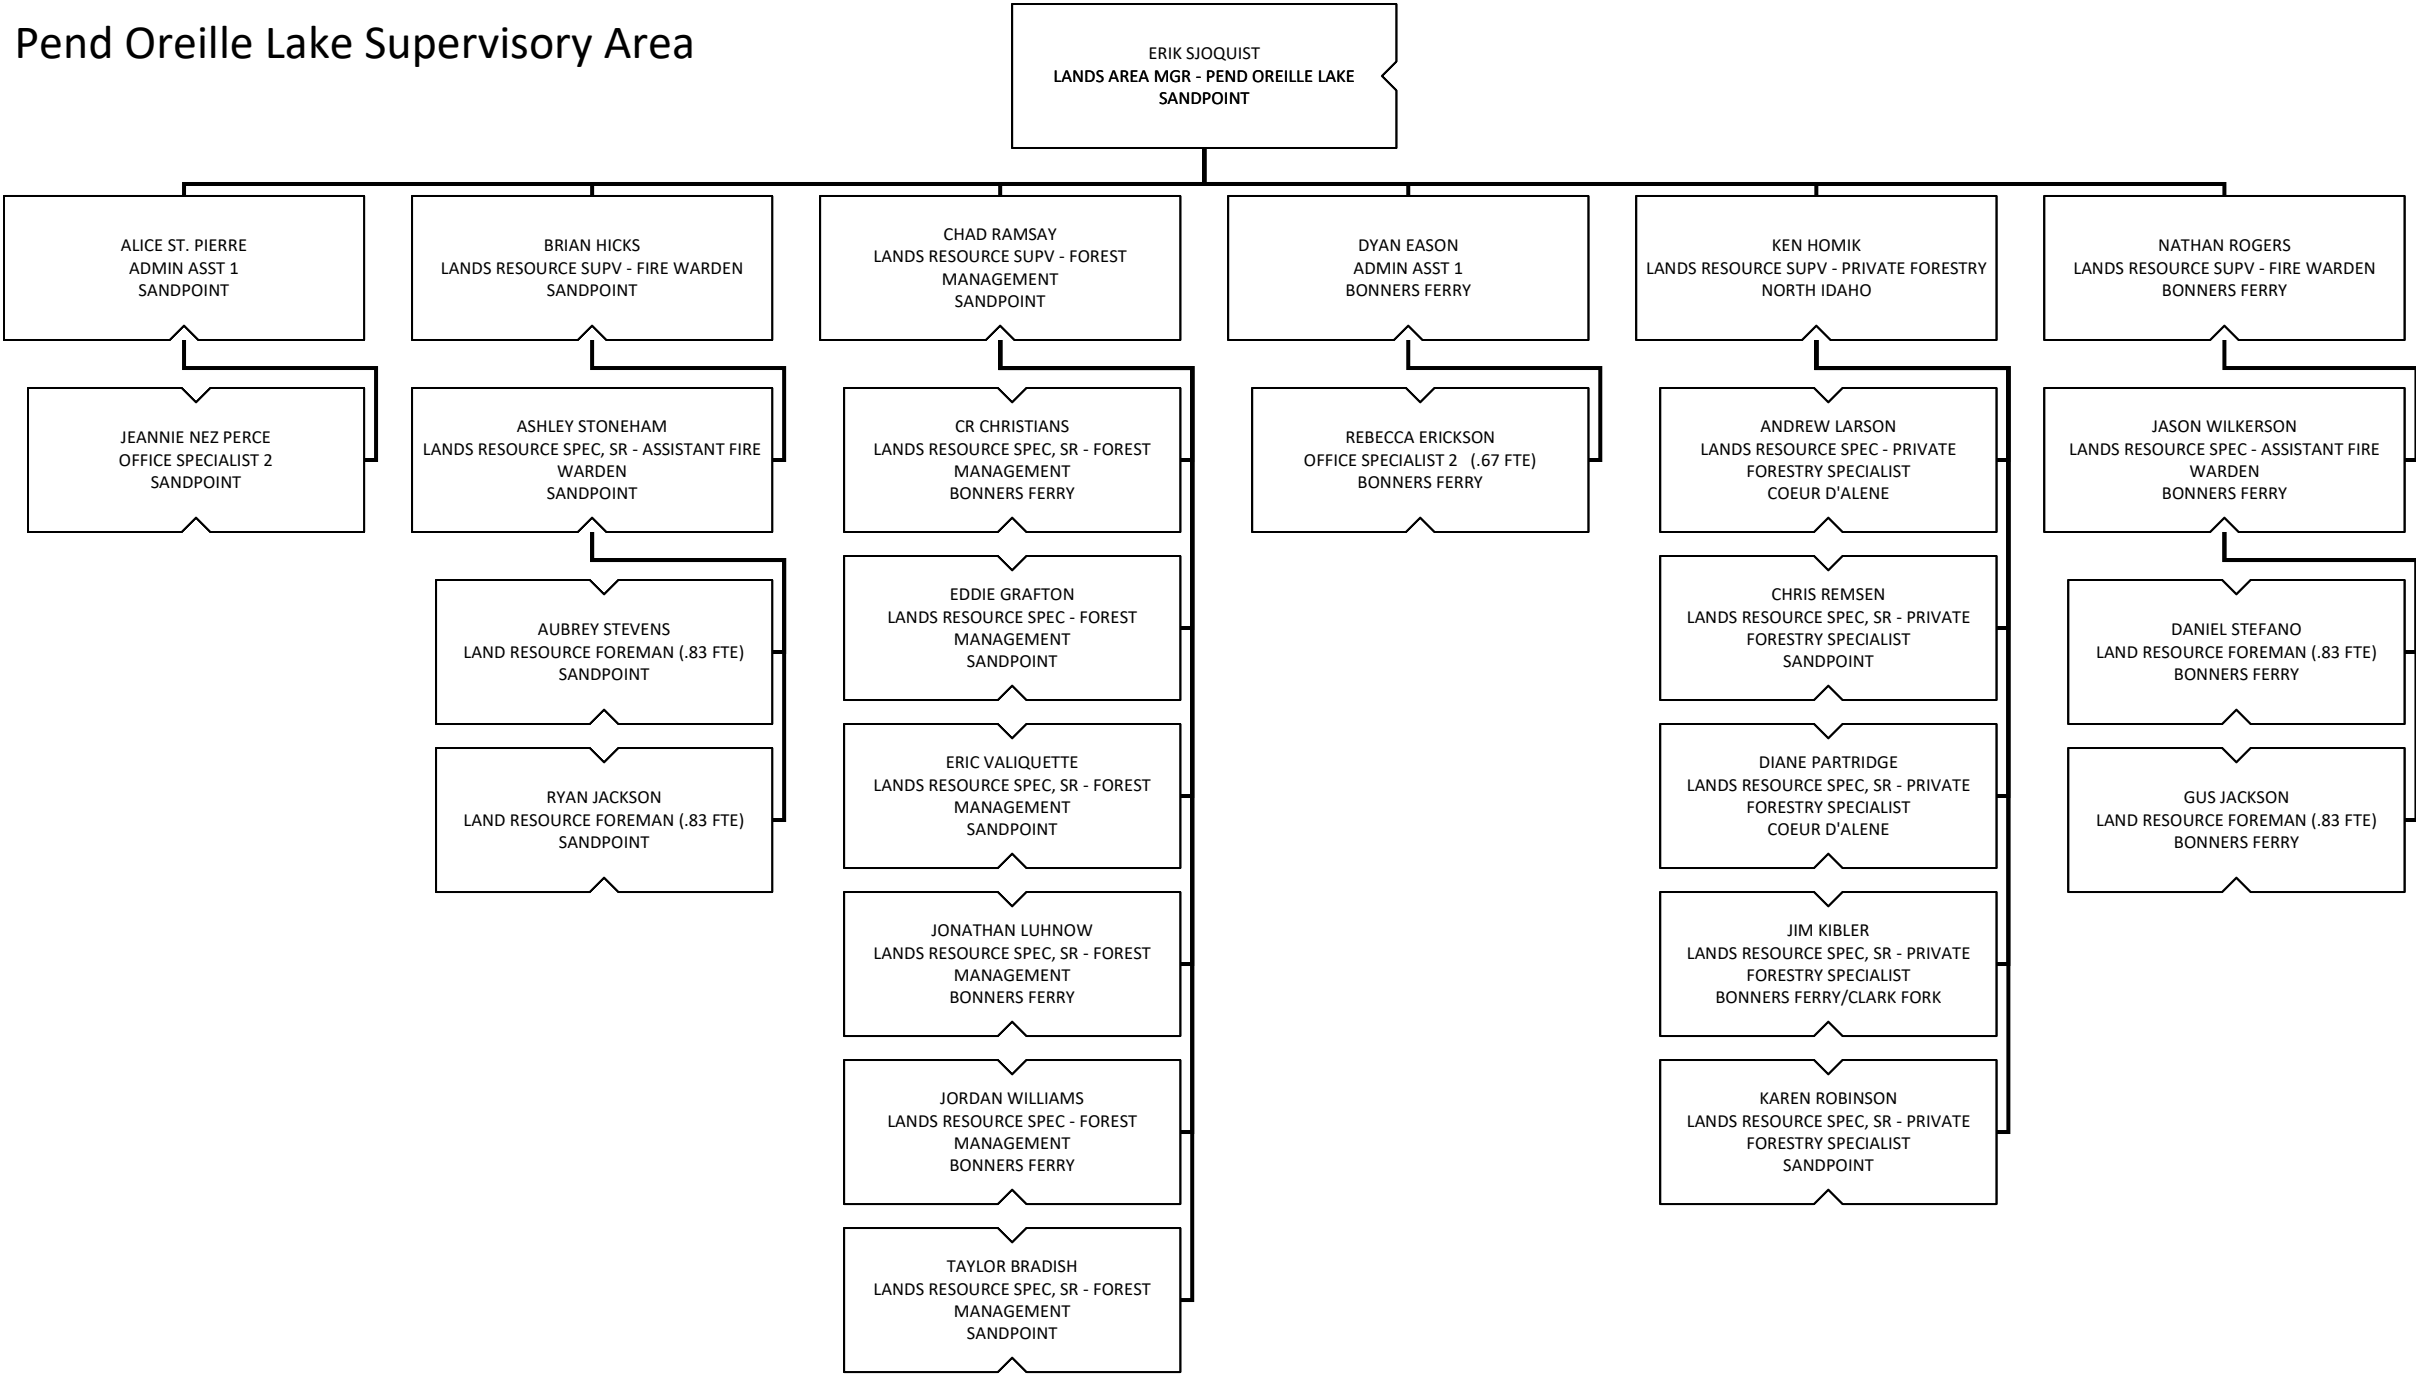 Pend Oreille Lake Supervisory Area
ERIK SJOQUIST
LANDS AREA MGR - PEND OREILLE LAKE
SANDPOINT
ALICE ST. PIERRE
ADMIN ASST 1
SANDPOINT
BRIAN HICKS
LANDS RESOURCE SUPV - FIRE WARDEN
SANDPOINT
CHAD RAMSAY
LANDS RESOURCE SUPV - FOREST
MANAGEMENT
SANDPOINT
DYAN EASON
ADMIN ASST 1
BONNERS FERRY
KEN HOMIK
LANDS RESOURCE SUPV - PRIVATE FORESTRY
NORTH IDAHO
NATHAN ROGERS
LANDS RESOURCE SUPV - FIRE WARDEN
BONNERS FERRY
JEANNIE NEZ PERCE
OFFICE SPECIALIST 2
SANDPOINT
ASHLEY STONEHAM
LANDS RESOURCE SPEC, SR - ASSISTANT FIRE
WARDEN
SANDPOINT
AUBREY STEVENS
LAND RESOURCE FOREMAN (.83 FTE)
SANDPOINT
RYAN JACKSON
LAND RESOURCE FOREMAN (.83 FTE)
SANDPOINT
CR CHRISTIANS
LANDS RESOURCE SPEC, SR - FOREST
MANAGEMENT
BONNERS FERRY
EDDIE GRAFTON
LANDS RESOURCE SPEC - FOREST
MANAGEMENT
SANDPOINT
ERIC VALIQUETTE
LANDS RESOURCE SPEC, SR - FOREST
MANAGEMENT
SANDPOINT
JONATHAN LUHNOW
LANDS RESOURCE SPEC, SR - FOREST
MANAGEMENT
BONNERS FERRY
JORDAN WILLIAMS
LANDS RESOURCE SPEC - FOREST
MANAGEMENT
BONNERS FERRY
TAYLOR BRADISH
LANDS RESOURCE SPEC, SR - FOREST
MANAGEMENT
SANDPOINT
REBECCA ERICKSON
OFFICE SPECIALIST 2 (.67 FTE)
BONNERS FERRY
ANDREW LARSON
LANDS RESOURCE SPEC - PRIVATE
FORESTRY SPECIALIST
COEUR D'ALENE
CHRIS REMSEN
LANDS RESOURCE SPEC, SR - PRIVATE
FORESTRY SPECIALIST
SANDPOINT
DIANE PARTRIDGE
LANDS RESOURCE SPEC, SR - PRIVATE
FORESTRY SPECIALIST
COEUR D'ALENE
JIM KIBLER
LANDS RESOURCE SPEC, SR - PRIVATE
FORESTRY SPECIALIST
BONNERS FERRY/CLARK FORK
KAREN ROBINSON
LANDS RESOURCE SPEC, SR - PRIVATE
FORESTRY SPECIALIST
SANDPOINT
JASON WILKERSON
LANDS RESOURCE SPEC - ASSISTANT FIRE
WARDEN
BONNERS FERRY
DANIEL STEFANO
LAND RESOURCE FOREMAN (.83 FTE)
BONNERS FERRY
GUS JACKSON
LAND RESOURCE FOREMAN (.83 FTE)
BONNERS FERRY